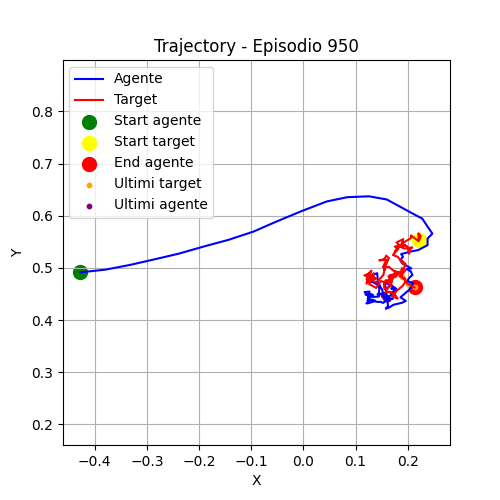 Trajectory - Episodio 950
Agente
Target
Start agente
Start target
End agente
Ultimi target
Ultimi agente
Y
0.8
0.7
0.6
0.5
0.4
0.3
0.2
−0.4
−0.3
−0.2
−0.1
0.0
0.1
0.2
X